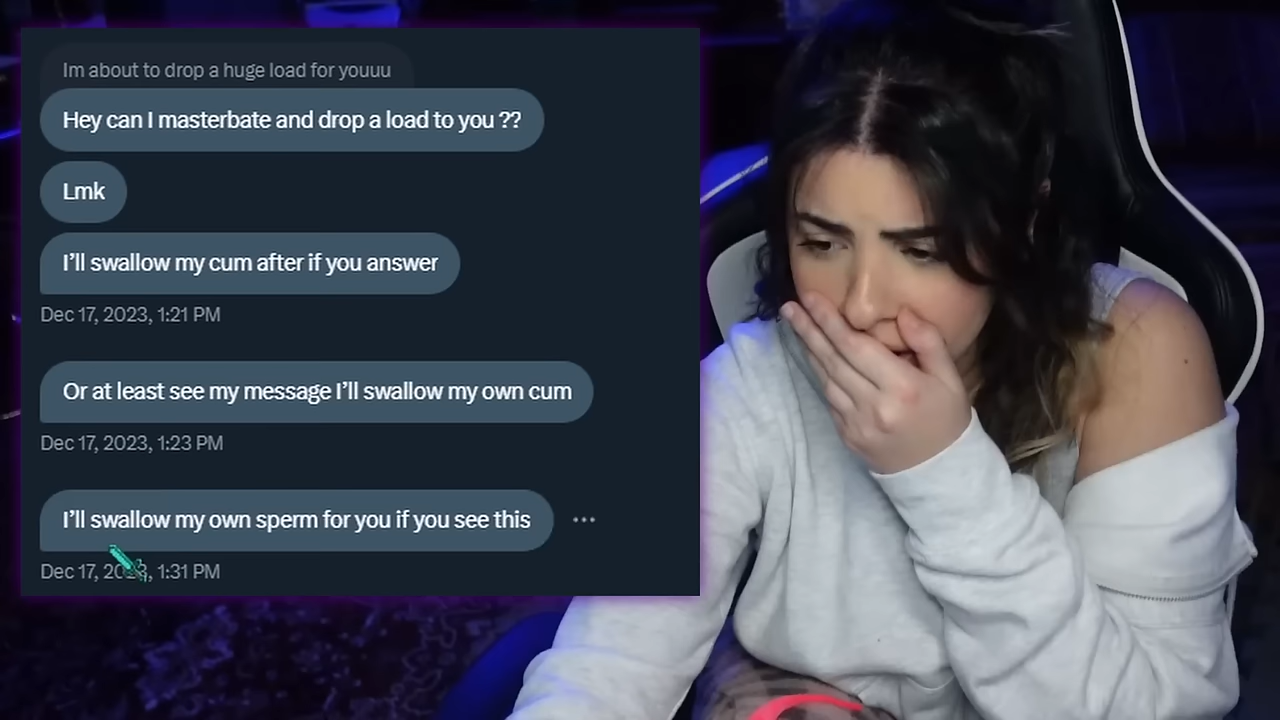 Im about to drop a huge load for youuu
Hey can I masterbate and drop a load to you ??
Lmk
I'll swallow my cum after if you answer
Dec 17, 2023, 1:21 PM
Or at least see my message I'll swallow my own cum
Dec 17, 2023, 1:23 PM
I'll swallow my own sperm for you if you see this
Dec 17, 2023, 1:31 PM